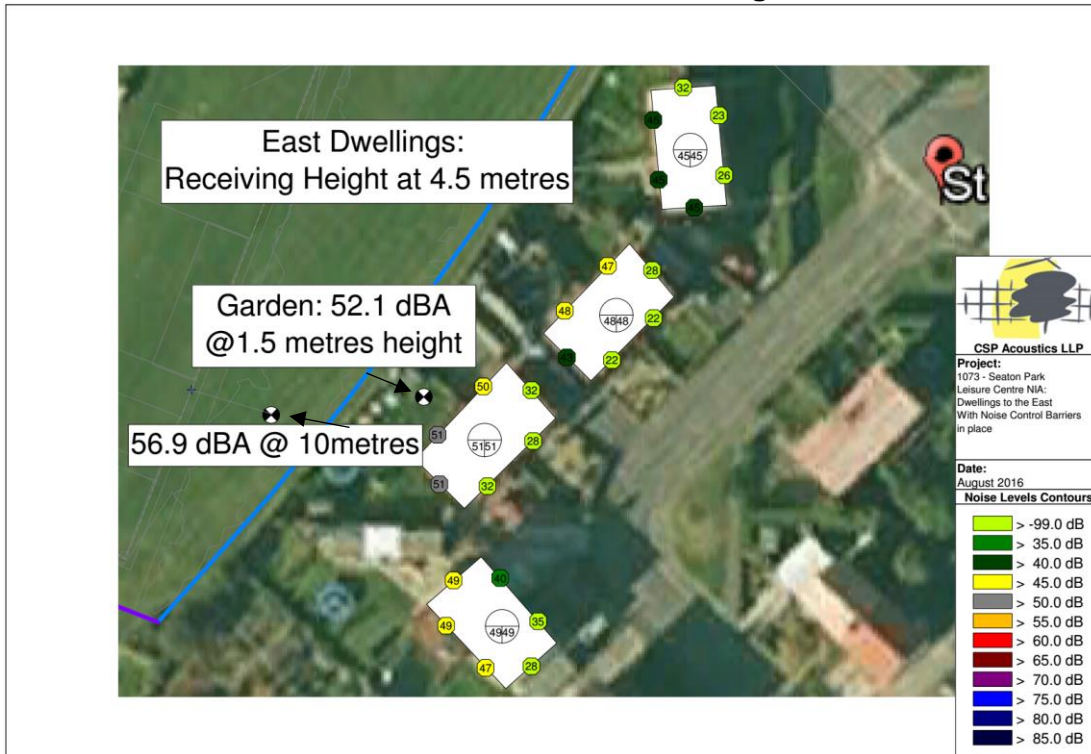 East Dwellings:
Receiving Height at 4.5 metres
Garden: 52.1 dBA
@1.5 metres height
56.9 dBA @ 10metres
32
23
26
4545
47
28
48
22
22
4848
50
32
51
28
51
32
5151
49
40
49
35
47
28
4949
St
CSP Acoustics LLP
Project:
1073 - Seaton Park
Leisure Centre NIA:
Dwellings to the East
With Noise Control Barriers
in place
Date:
August 2016
Noise Levels Contours
> -99.0 dB
> 35.0 dB
> 40.0 dB
> 45.0 dB
> 50.0 dB
> 55.0 dB
> 60.0 dB
> 65.0 dB
> 70.0 dB
> 75.0 dB
> 80.0 dB
> 85.0 dB